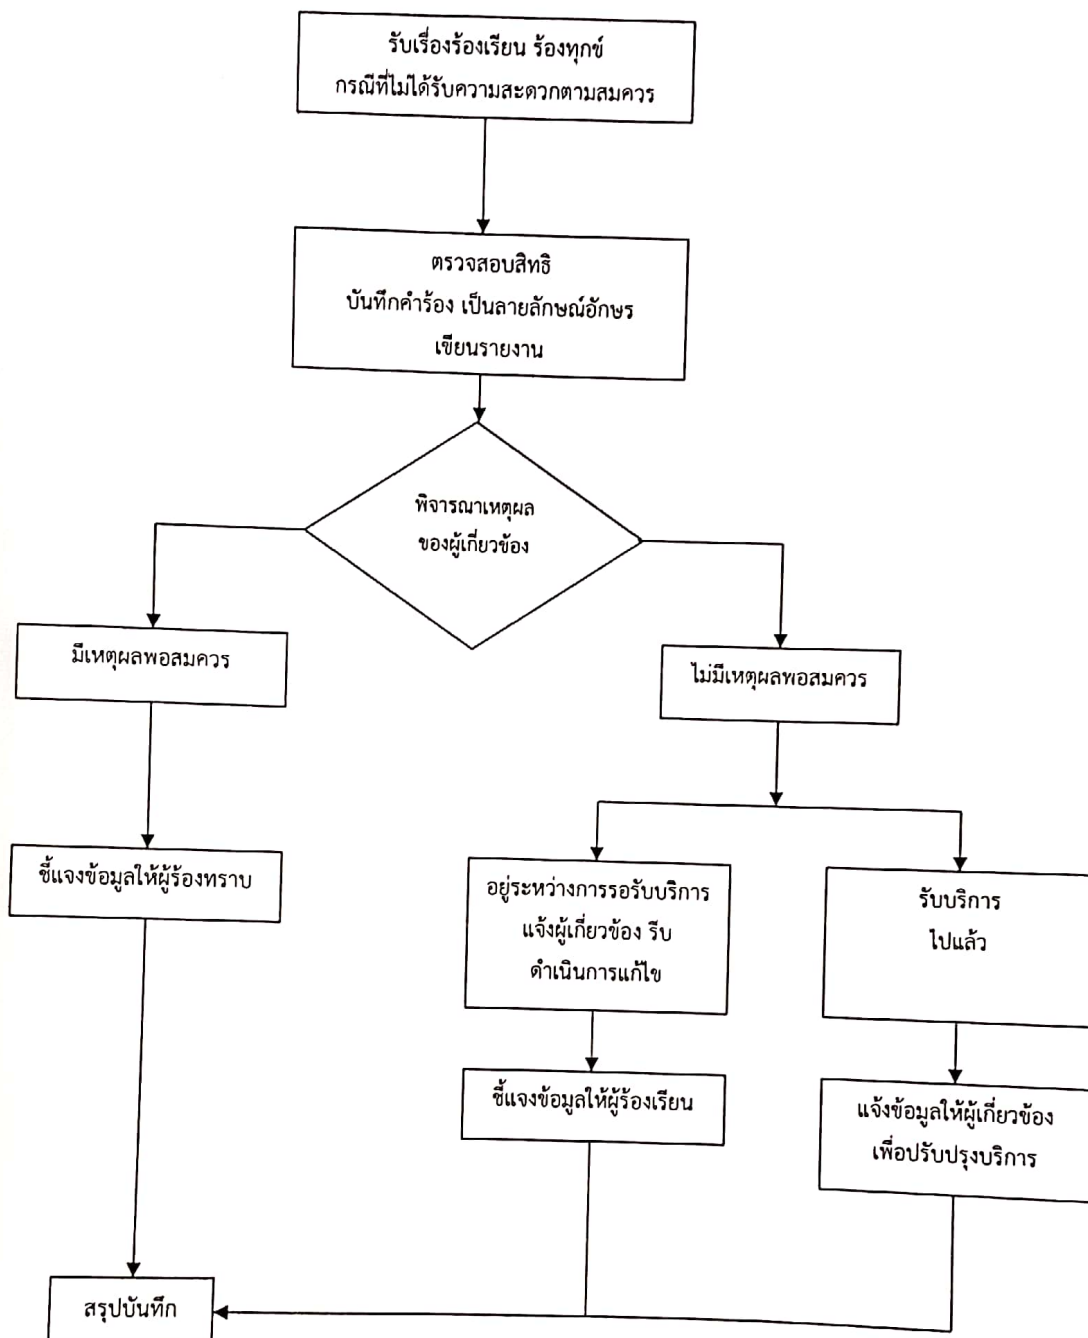 รับเรื่องร้องเรียน ร้องทุกข์
กรณีที่ไม่ได้รับความสะดวกตามสมควร
ตรวจสอบสิทธิ
บันทึกคำร้อง เป็นลายลักษณ์อักษร
เขียนรายงาน
พิจารณาเหตุผล
ของผู้เกี่ยวข้อง
มีเหตุผลพอสมควร
ไม่มีเหตุผลพอสมควร
ชี้แจงข้อมูลให้ผู้ร้องทราบ
อยู่ระหว่างการรอรับบริการ
แจ้งผู้เกี่ยวข้อง รีบ
ดำเนินการแก้ไข
รับบริการ
ไปแล้ว
ชี้แจงข้อมูลให้ผู้ร้องเรียน
แจ้งข้อมูลให้ผู้เกี่ยวข้อง
เพื่อปรับปรุงบริการ
สรุปบันทึก